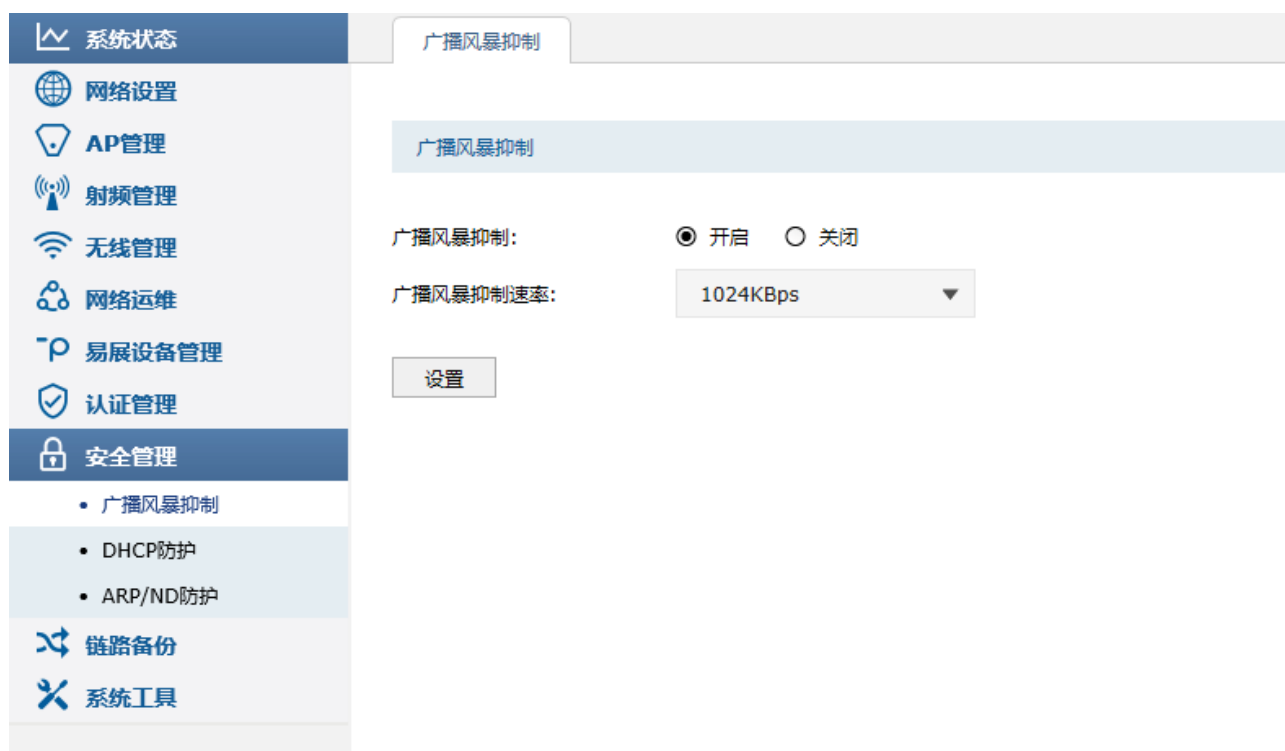 系统状态
网络设置
AP管理
射频管理
无线管理
网络运维
易展设备管理
认证管理
安全管理
• 广播风暴抑制
• DHCP防护
• ARP/ND防护
链路备份
系统工具
广播风暴抑制
广播风暴抑制
广播风暴抑制: 开启 关闭
广播风暴抑制速率: 1024KBps
设置